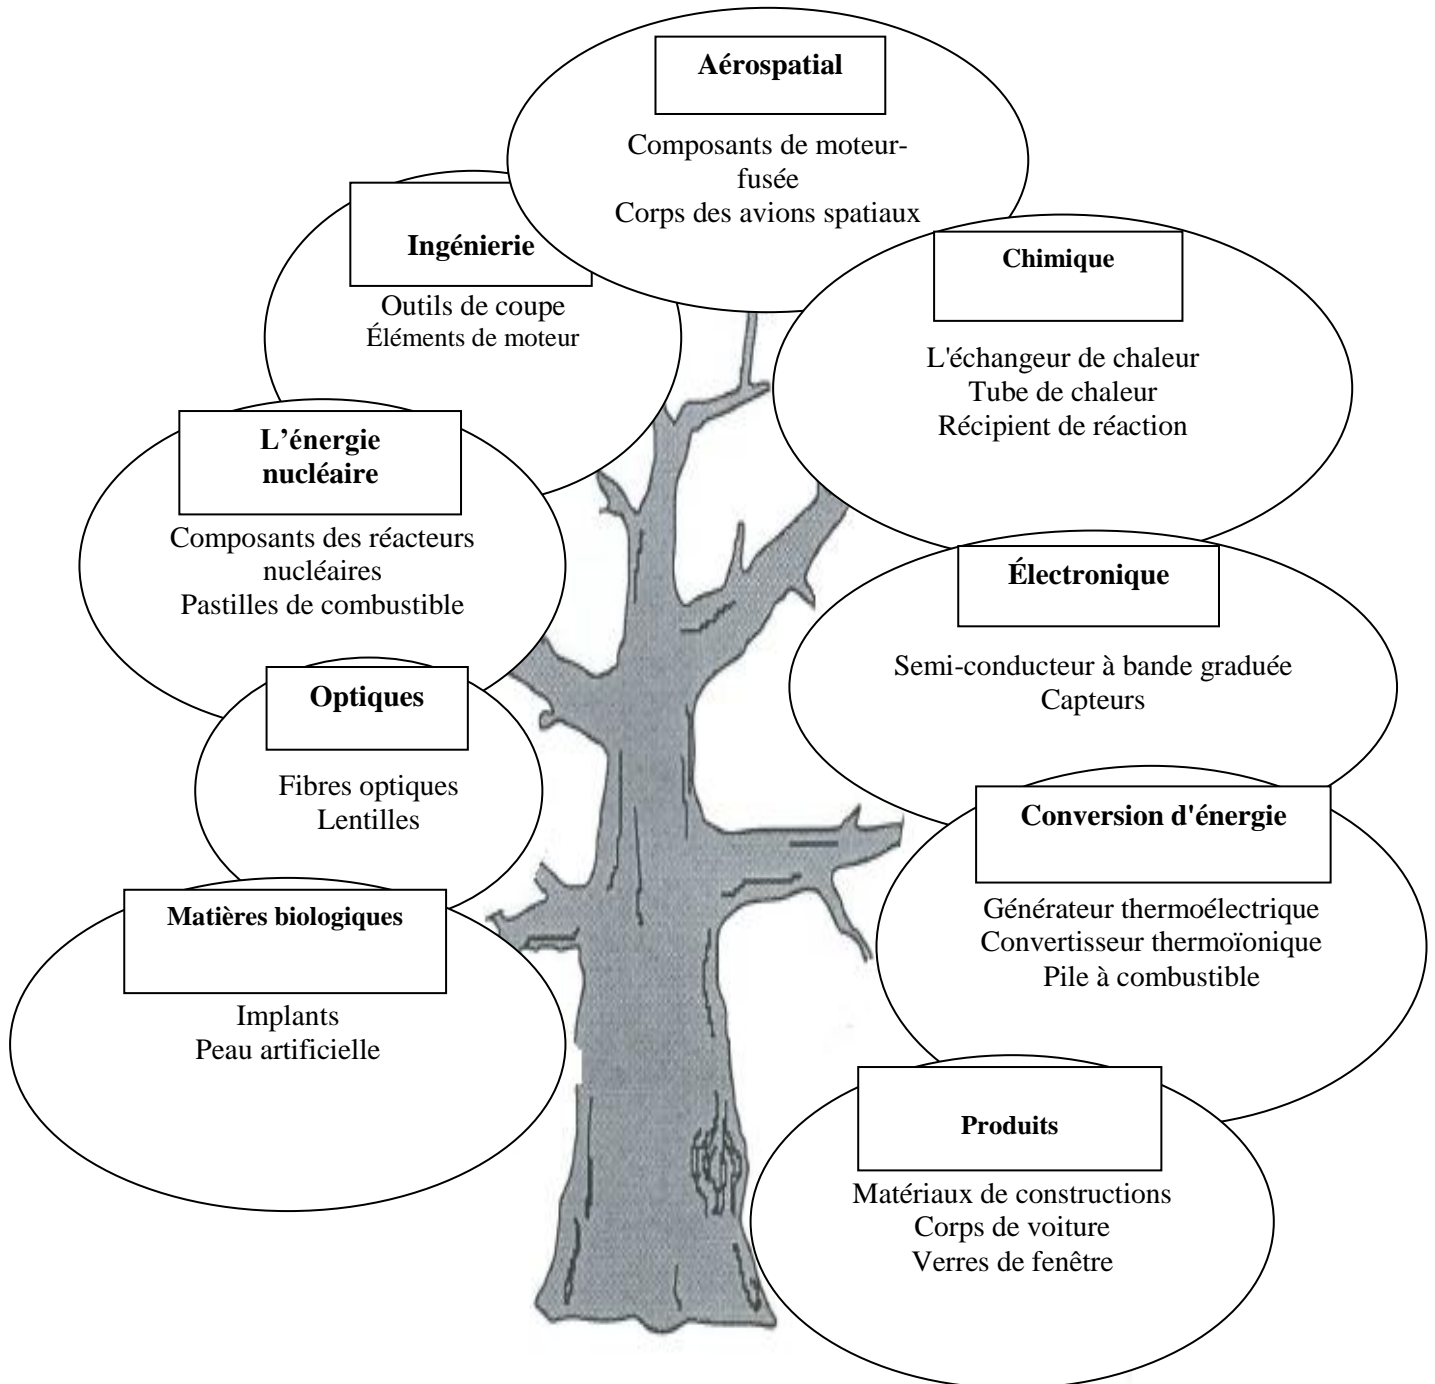 Aérospatial
Composants de moteur-
fusée
Corps des avions spatiaux
Ingénierie
Outils de coupe
Éléments de moteur
Chimique
L'échangeur de chaleur
Tube de chaleur
Récipient de réaction
L’énergie
nucléaire
Composants des réacteurs
nucléaires
Pastilles de combustible
Électronique
Semi-conducteur à bande graduée
Capteurs
Optiques
Fibres optiques
Lentilles
Conversion d'énergie
Générateur thermoélectrique
Convertisseur thermoïonique
Pile à combustible
Matières biologiques
Implants
Peau artificielle
Produits
Matériaux de constructions
Corps de voiture
Verres de fenêtre